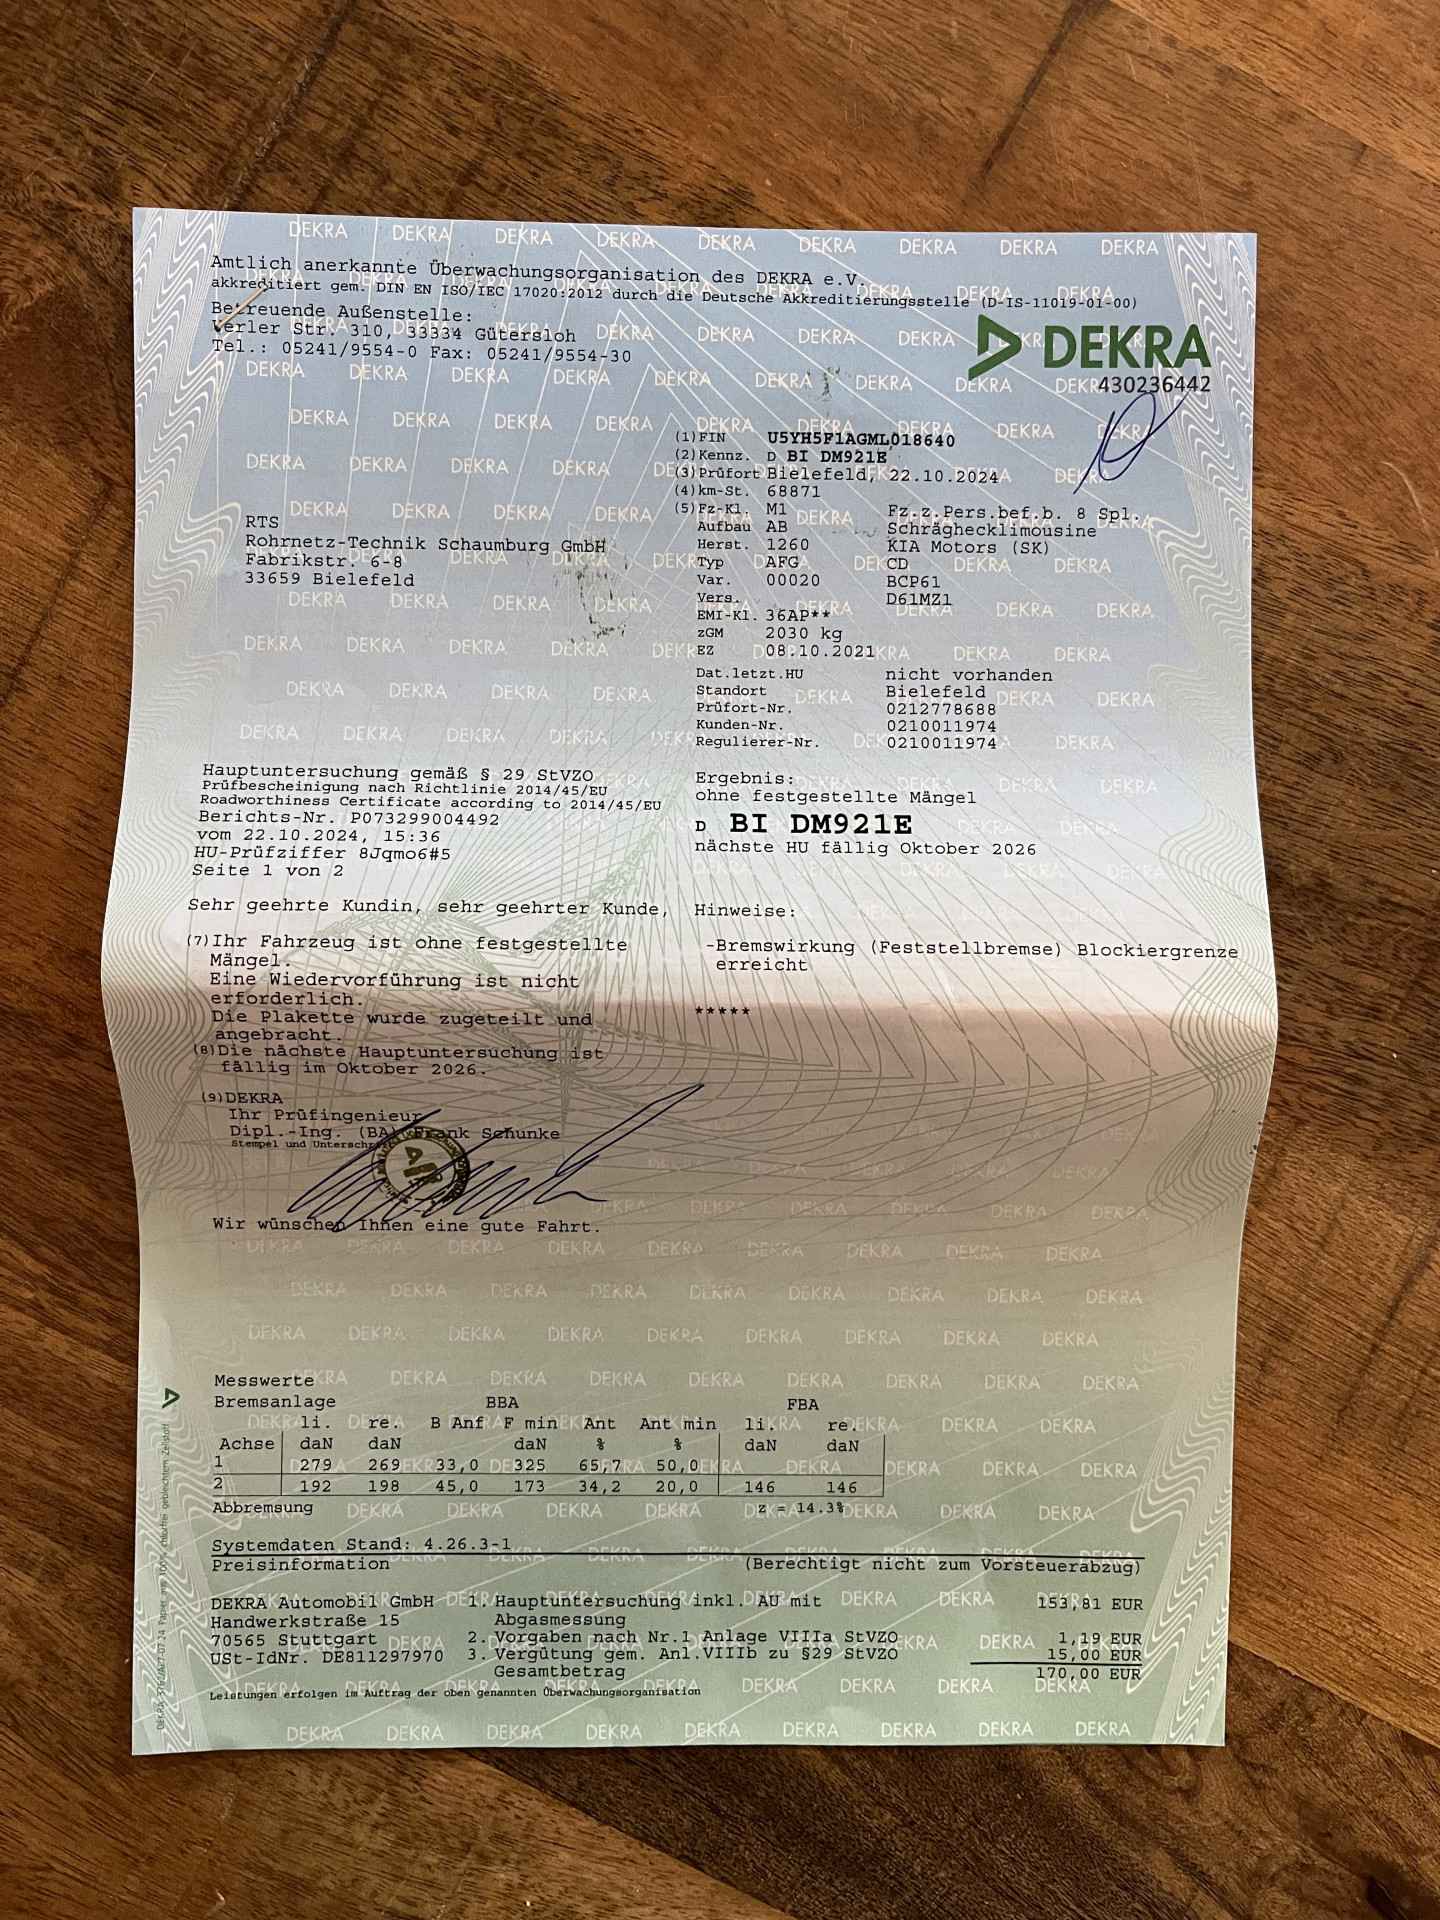 Amtlich anerkannte Überwachungsorganisation des DEKRA e.V.
akkreditiert gem. DIN EN ISO/IEC 17020:2012 durch die Deutsche Akkreditierungsstelle (D-IS-11019-01-00)
Betreuende Außenstelle:
Verler Str. 310, 33334 Gütersloh
Tel.: 05241/9554-0 Fax: 05241/9554-30
DEKRA
430236442
(1)FIN U5YH5F1AGML018640
(2)Kennz. D BI DM921E
(3)Prüfort Bielefeld, 22.10.2024
(4)km-St. 68871
(5)Fz-Kl. M1 Fz.z.Pers.bef.b. 8 Spl.
Aufbau AB Schräghecklimousine
Herst. 1260 KIA Motors (SK)
Typ AFG CD
Var. 00020 BCP61
Vers. D61MZ1
EMI-Kl. 36AP**
zGM 2030 kg
EZ 08.10.2021
RTS
Rohrnetz-Technik Schaumburg GmbH
Fabrikstr. 6-8
33659 Bielefeld
Dat.letzt.HU nicht vorhanden
Standort Bielefeld
Prüfort-Nr. 0212778688
Kunden-Nr. 0210011974
Regulierer-Nr. 0210011974
Hauptuntersuchung gemäß § 29 StVZO
Prüfbescheinigung nach Richtlinie 2014/45/EU
Roadworthiness Certificate according to 2014/45/EU
Berichts-Nr. P073299004492
vom 22.10.2024, 15:36
HU-Prüfziffer 8Jqmo6#5
Seite 1 von 2
Ergebnis:
ohne festgestellte Mängel
D BI DM921E
nächste HU fällig Oktober 2026
Sehr geehrte Kundin, sehr geehrter Kunde,
(7)Ihr Fahrzeug ist ohne festgestellte
Mängel.
Eine Wiedervorführung ist nicht
erforderlich.
Die Plakette wurde zugeteilt und
angebracht.
(8)Die nächste Hauptuntersuchung ist
fällig im Oktober 2026.
Hinweise:
-Bremswirkung (Feststellbremse) Blockiergrenze
erreicht
*****
(9)DEKRA
Ihr Prüfingenieur
Dipl.-Ing. (BA) Frank Schunke
Stempel und Unterschrift
Wir wünschen Ihnen eine gute Fahrt.
Messwerte
Bremsanlage BBA FBA
li. re. B Anf F min Ant Ant min li. re.
Achse daN daN daN % % daN daN
1 279 269 33,0 325 65,7 50,0
2 192 198 45,0 173 34,2 20,0 146 146
Abbremsung z = 14.3%
Systemdaten Stand: 4.26.3-1
Preisinformation (Berechtigt nicht zum Vorsteuerabzug)
DEKRA Automobil GmbH
Handwerkstraße 15
70565 Stuttgart
USt-IdNr. DE811297970
1. Hauptuntersuchung inkl. AU mit 153,81 EUR
Abgasmessung
2. Vorgaben nach Nr.1 Anlage VIIIa StVZO 1,19 EUR
3. Vergütung gem. Anl.VIIIb zu §29 StVZO 15,00 EUR
Gesamtbetrag 170,00 EUR
Leistungen erfolgen im Auftrag der oben genannten Überwachungsorganisation